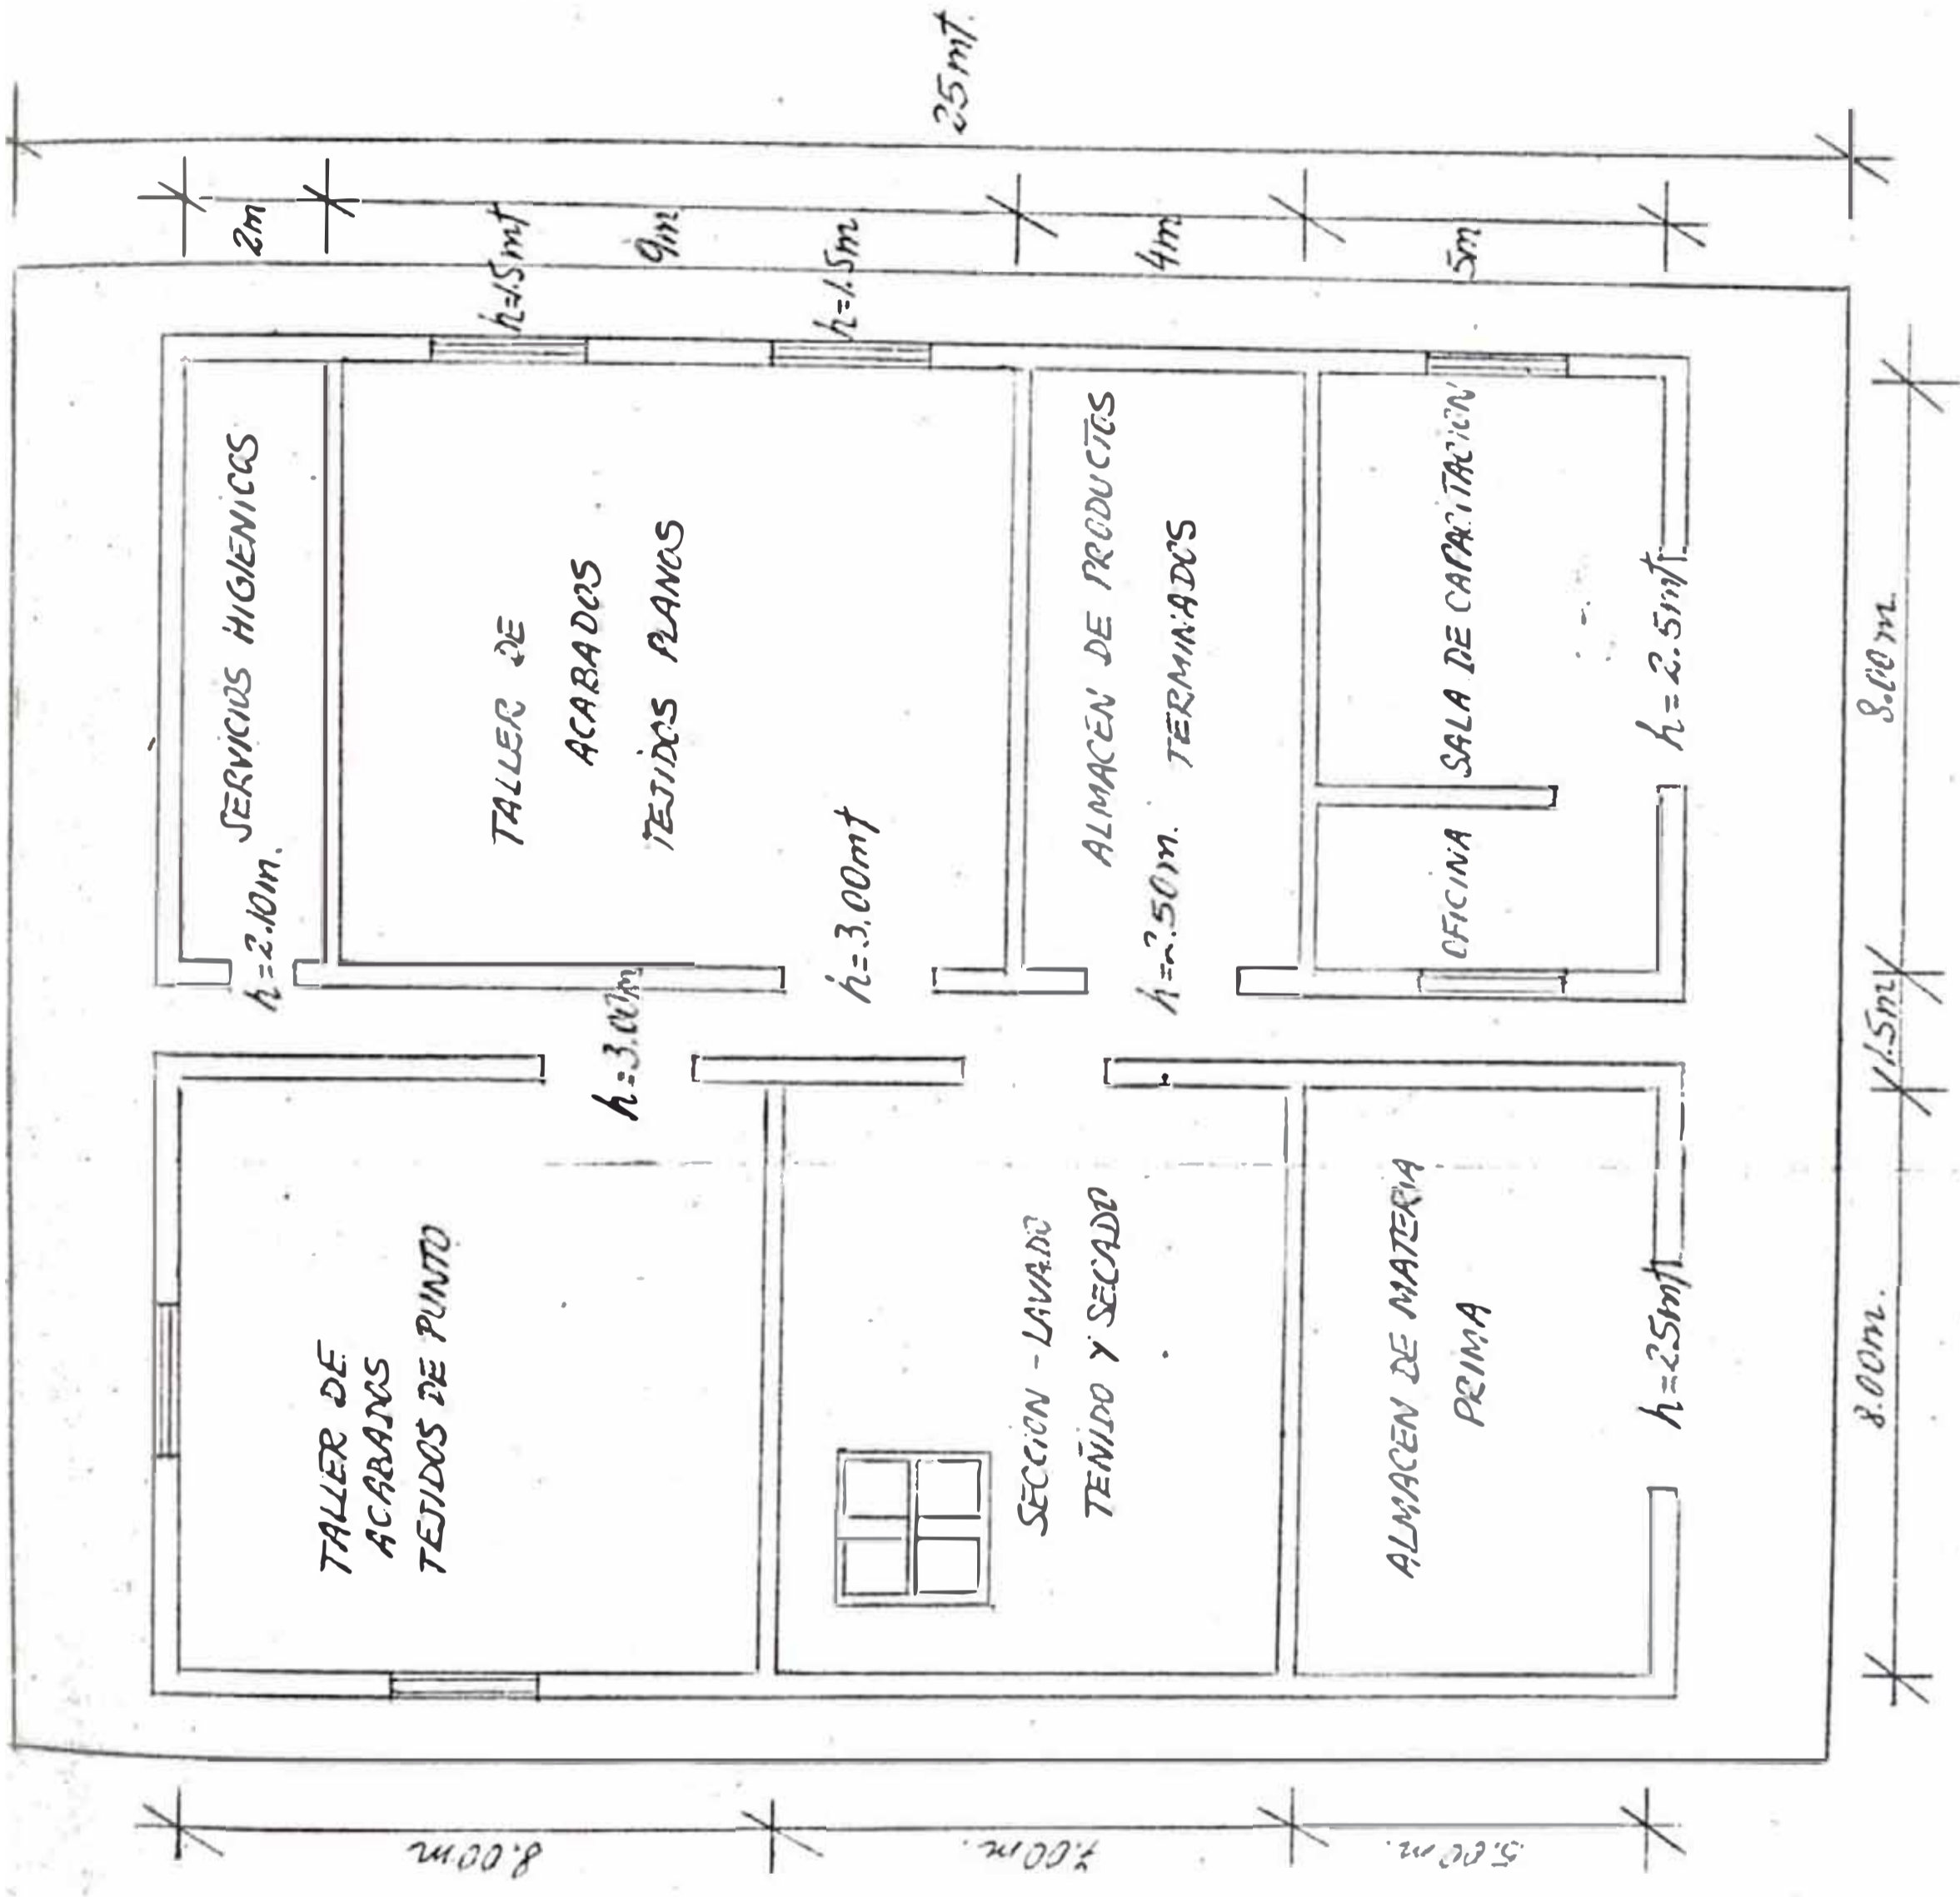 25mt.
2m
9m
4m
5m
h=1.5mt
h=1.5m
SERVICIOS HIGIENICOS
h=2.10m.
TALLER DE
ACABADOS
TEJIDOS PLANOS
h=3.00mt
ALMACEN DE PRODUCTOS
TERMINADOS
h=2.50m.
SALA DE CAPACITACION
OFICINA
h=2.5mt
h=3.00m
TALLER DE
ACABADOS
TEJIDOS DE PUNTO
SECCION - LAVADO
TEÑIDO Y SECADO
ALMACEN DE MATERIA
PRIMA
h=2.5mt
8.00m.
1.5m
8.00m.
8.00m
7.00m.
5.00m.